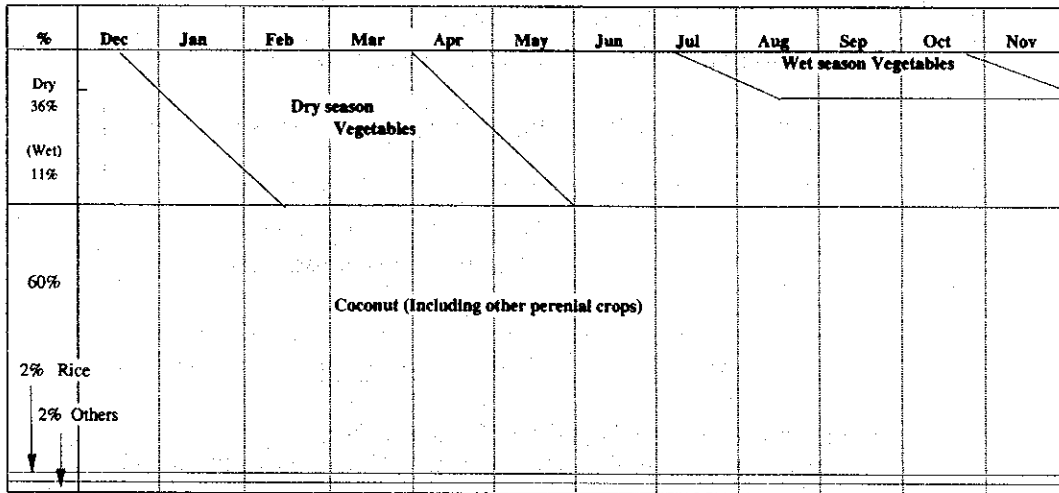 % Dec Jan Feb Mar Apr May Jun Jul Aug Sep Oct Nov
Wet season Vegetables
Dry
36%
Dry season
Vegetables
(Wet)
11%
60%
Coconut (Including other perenial crops)
2% Rice
2% Others